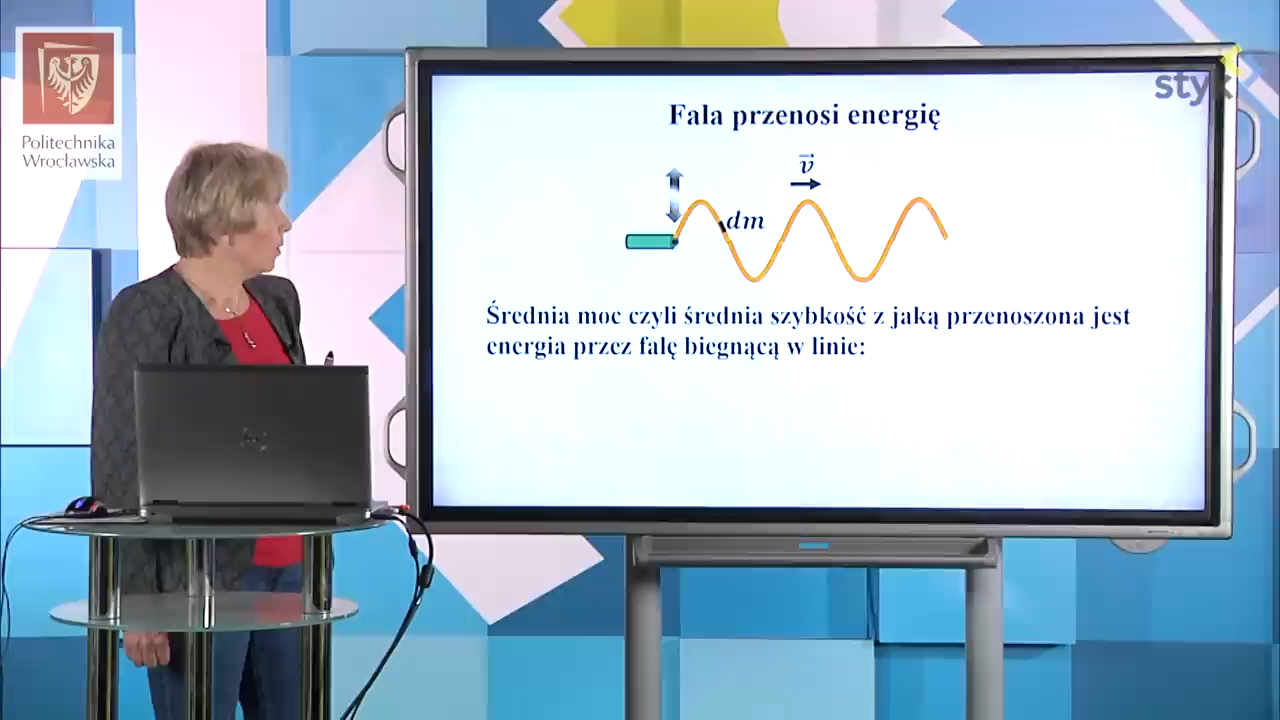 Politechnika
Wrocławska
styk
Fala przenosi energię
v
dm
Średnia moc czyli średnia szybkość z jaką przenoszona jest
energia przez falę biegnącą w linie: